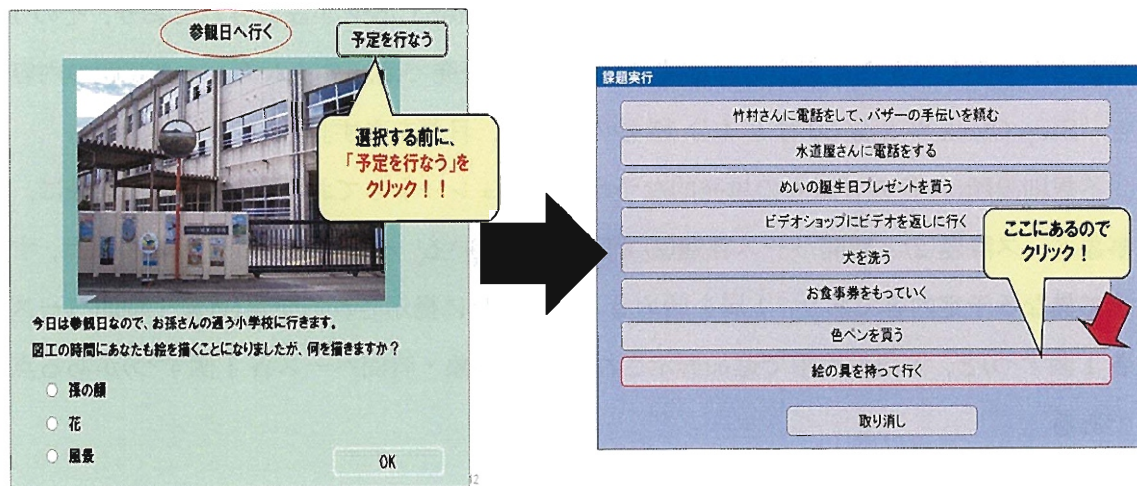 参観日へ行く
予定を行なう
選択する前に、
「予定を行なう」を
クリック！！
今日は参観日なので、お孫さんの通う小学校に行きます。
図工の時間にあなたも絵を描くことになりましたが、何を描きますか？
孫の顔
花
風景
OK
課題実行
竹村さんに電話をして、バザーの手伝いを頼む
水道屋さんに電話をする
めいの誕生日プレゼントを買う
ビデオショップにビデオを返しに行く
犬を洗う
お食事券をもっていく
色ペンを買う
絵の具を持って行く
取り消し
ここにあるので
クリック！